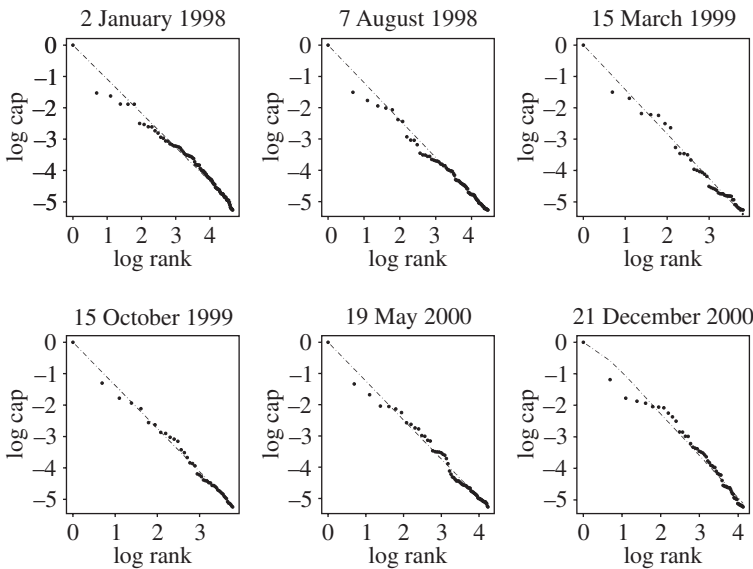 2 January 1998
7 August 1998
15 March 1999
log cap
0
−1
−2
−3
−4
−5
0 1 2 3 4
log rank
log cap
0
−1
−2
−3
−4
−5
0 1 2 3 4
log rank
log cap
0
−1
−2
−3
−4
−5
0 1 2 3
log rank
15 October 1999
19 May 2000
21 December 2000
log cap
0
−1
−2
−3
−4
−5
0 1 2 3
log rank
log cap
0
−1
−2
−3
−4
−5
0 1 2 3 4
log rank
log cap
0
−1
−2
−3
−4
−5
0 1 2 3 4
log rank